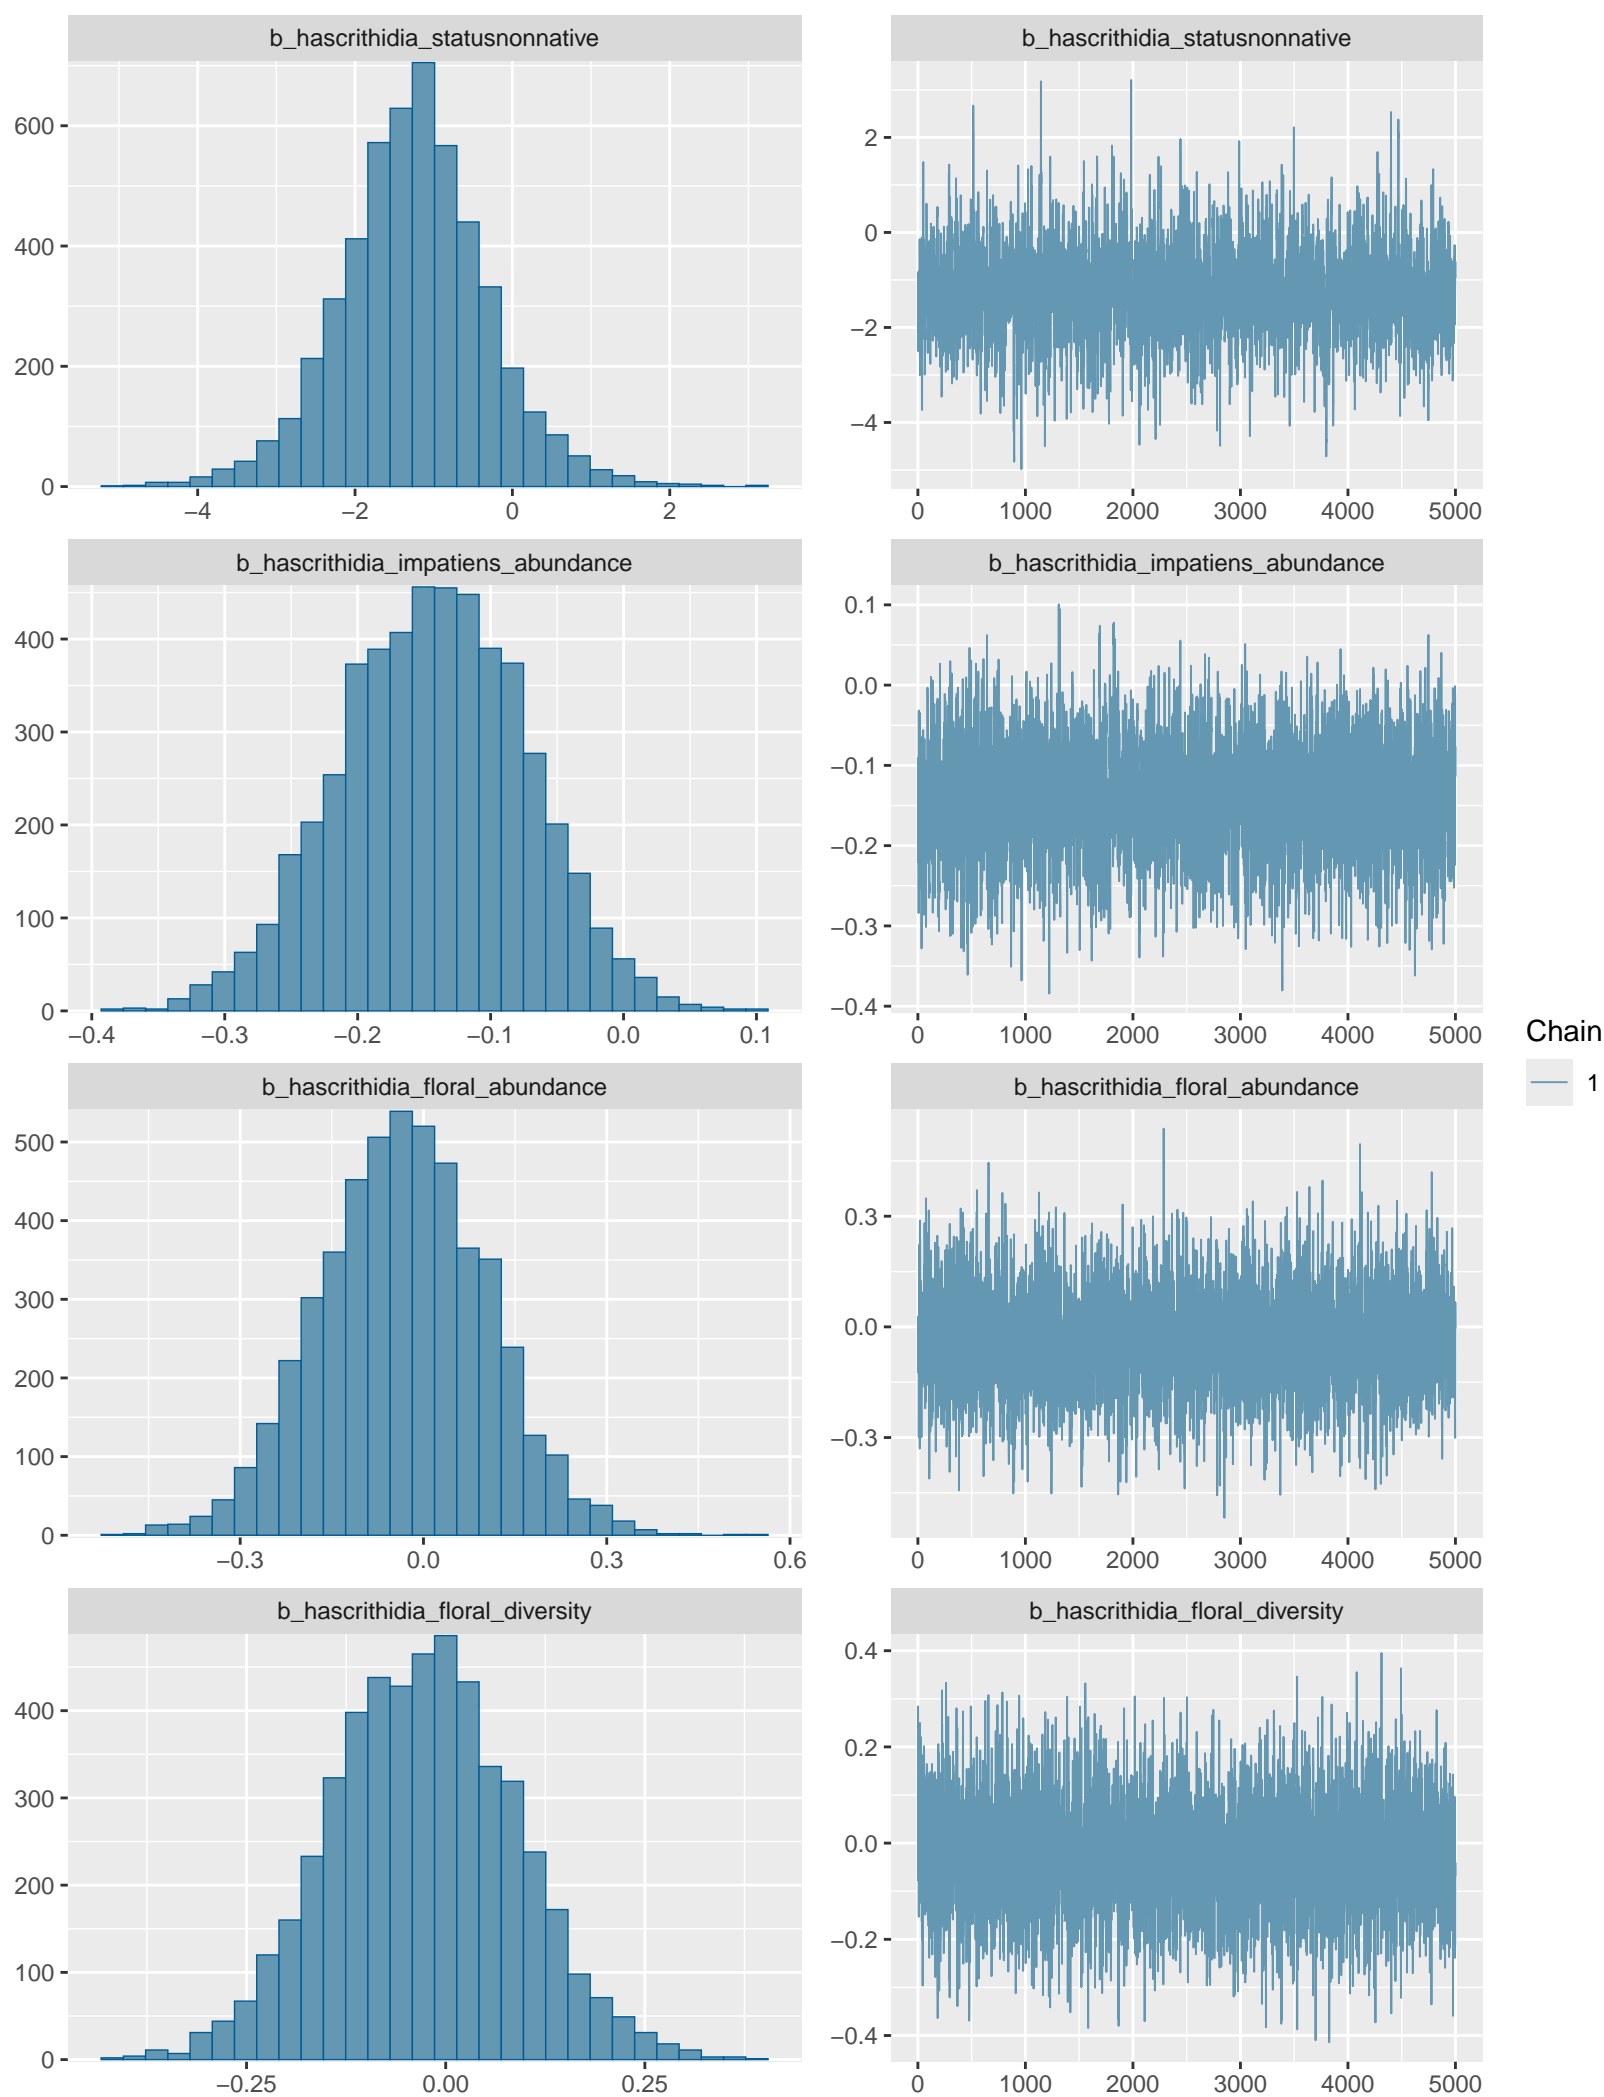 b_hascrithidia_statusnonnative
600
400
200
0
−4 −2 0 2
b_hascrithidia_statusnonnative
2
0
−2
−4
0 1000 2000 3000 4000 5000
b_hascrithidia_impatiens_abundance
400
300
200
100
0
−0.4 −0.3 −0.2 −0.1 0.0 0.1
b_hascrithidia_impatiens_abundance
0.1
0.0
−0.1
−0.2
−0.3
−0.4
0 1000 2000 3000 4000 5000
b_hascrithidia_floral_abundance
500
400
300
200
100
0
−0.3 0.0 0.3 0.6
b_hascrithidia_floral_abundance
0.3
0.0
−0.3
0 1000 2000 3000 4000 5000
b_hascrithidia_floral_diversity
400
300
200
100
0
−0.25 0.00 0.25
b_hascrithidia_floral_diversity
0.4
0.2
0.0
−0.2
−0.4
0 1000 2000 3000 4000 5000
Chain
1